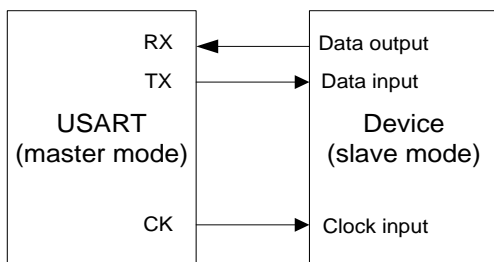 RX
Data output
TX
Data input
USART
(master mode)
Device
(slave mode)
CK
Clock input